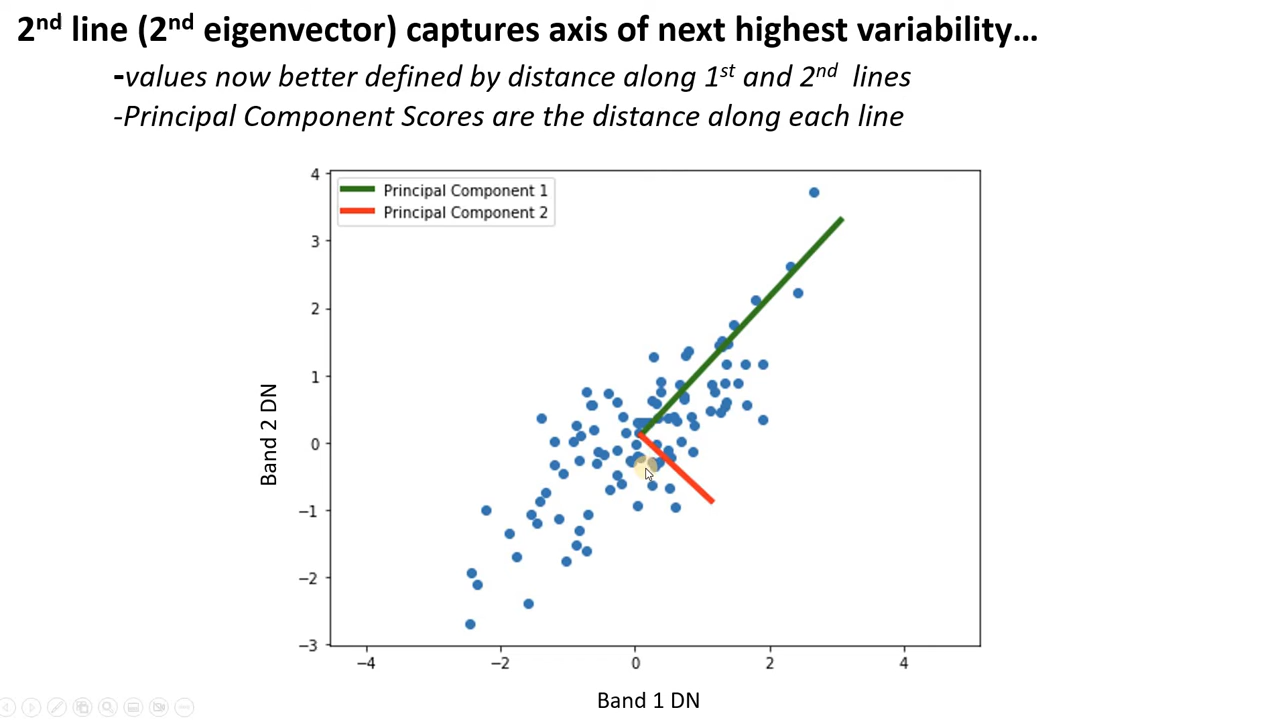 2nd line (2nd eigenvector) captures axis of next highest variability…
-values now better defined by distance along 1st and 2nd lines
-Principal Component Scores are the distance along each line
Principal Component 1
Principal Component 2
4
3
2
1
0
−1
−2
−3
Band 2 DN
−4
−2
0
2
4
Band 1 DN